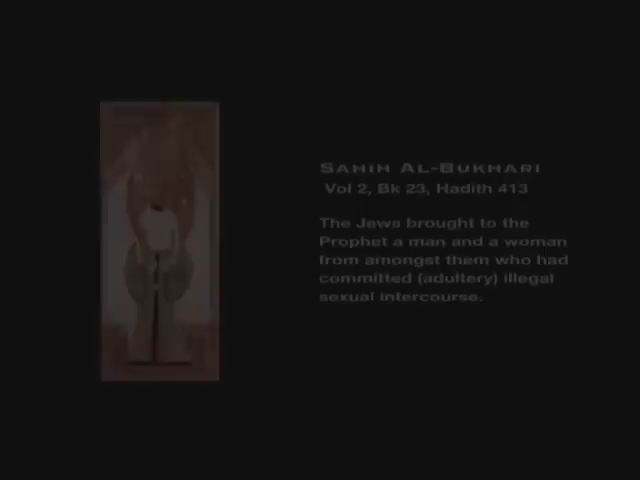 Sahih Al-Bukhari
Vol 2, Bk 23, Hadith 413
The Jews brought to the
Prophet a man and a woman
from amongst them who had
committed (adultery) illegal
sexual intercourse.